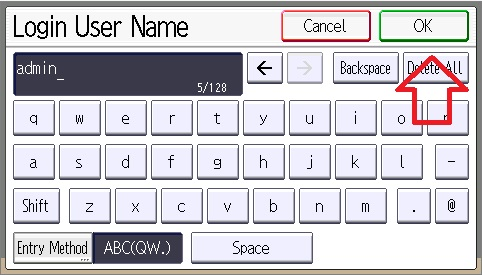 Login User Name Cancel OK
admin_ ← → Backspace Delete All
5/128
q w e r t y u i o p
a s d f g h j k l -
Shift z x c v b n m . @
Entry Method ABC(QW.) Space